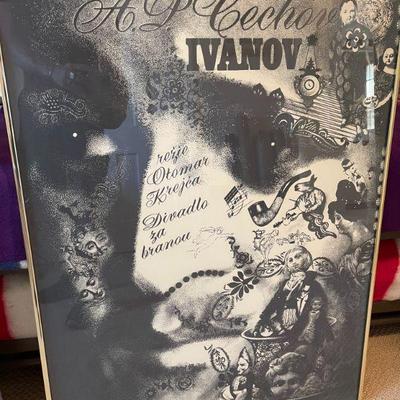 A. P. Čechov
IVANOV
režie
Otomar
Krejča
Divadlo
za
branou